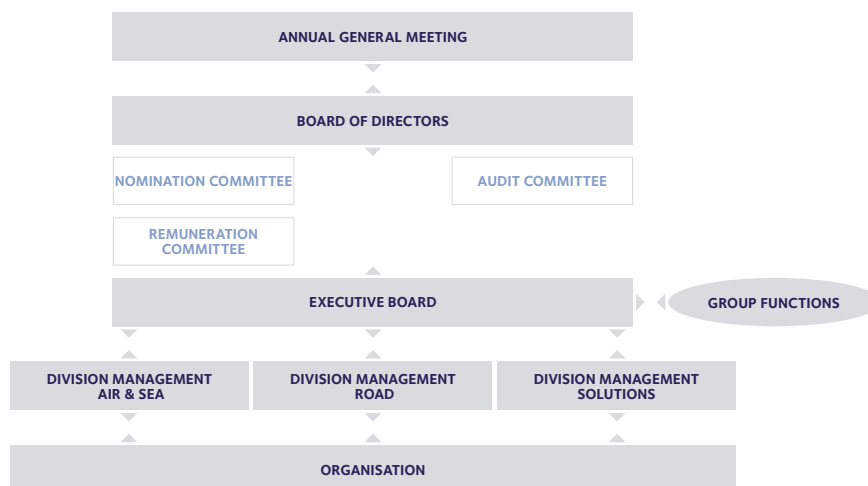 ANNUAL GENERAL MEETING
BOARD OF DIRECTORS
NOMINATION COMMITTEE
AUDIT COMMITTEE
REMUNERATION
COMMITTEE
EXECUTIVE BOARD
GROUP FUNCTIONS
DIVISION MANAGEMENT
AIR & SEA
DIVISION MANAGEMENT
ROAD
DIVISION MANAGEMENT
SOLUTIONS
ORGANISATION